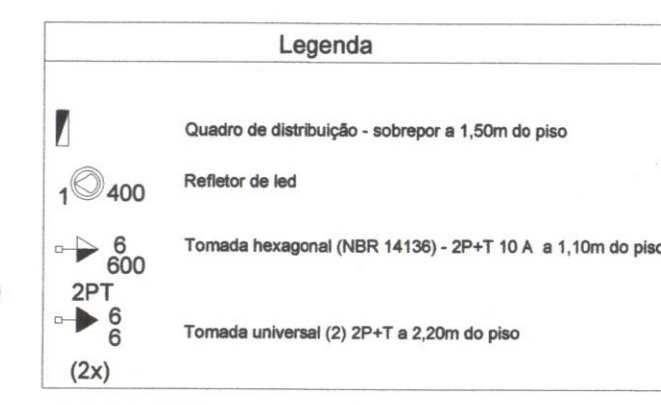 Legenda
Quadro de distribuição - sobrepor a 1,50m do piso
1 400
Refletor de led
6
600
2PT
Tomada hexagonal (NBR 14136) - 2P+T 10 A a 1,10m do piso
6
6
(2x)
Tomada universal (2) 2P+T a 2,20m do piso